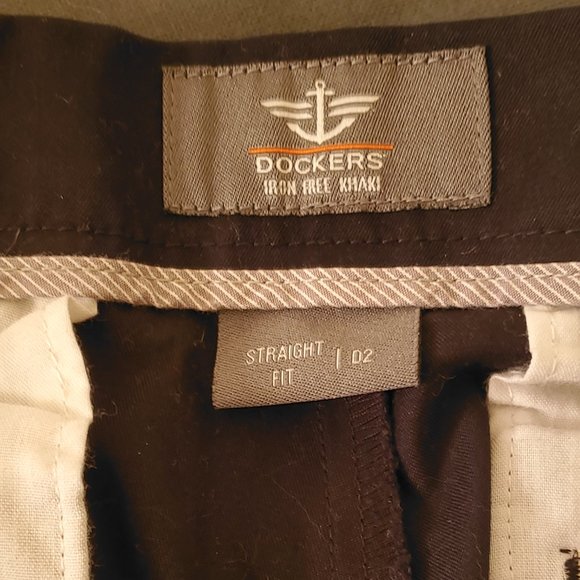 DOCKERS
IRON FREE KHAKI
STRAIGHT | D2
FIT